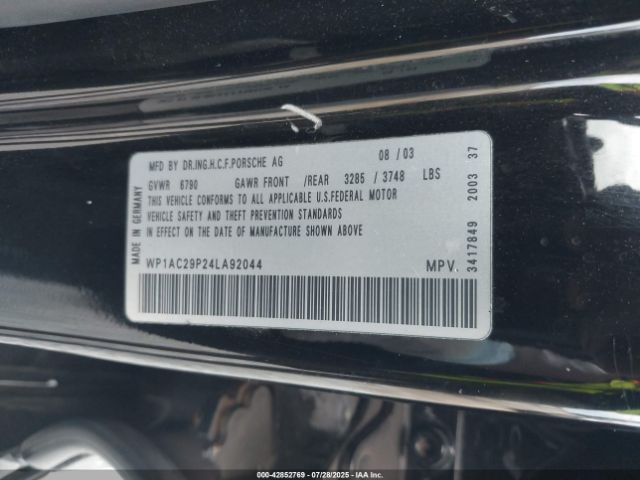 MFD BY DR.ING.H.C.F.PORSCHE AG 08 / 03
GVWR 6790 GAWR FRONT /REAR 3285 / 3748 LBS
THIS VEHICLE CONFORMS TO ALL APPLICABLE U.S.FEDERAL MOTOR
VEHICLE SAFETY AND THEFT PREVENTION STANDARDS
IN EFFECT ON THE DATE OF MANUFACTURE SHOWN ABOVE
WP1AC29P24LA92044 MPV.
MADE IN GERMANY
3417849 2003 37
000-42852769 | 07/28/2025 | IAA, Inc.